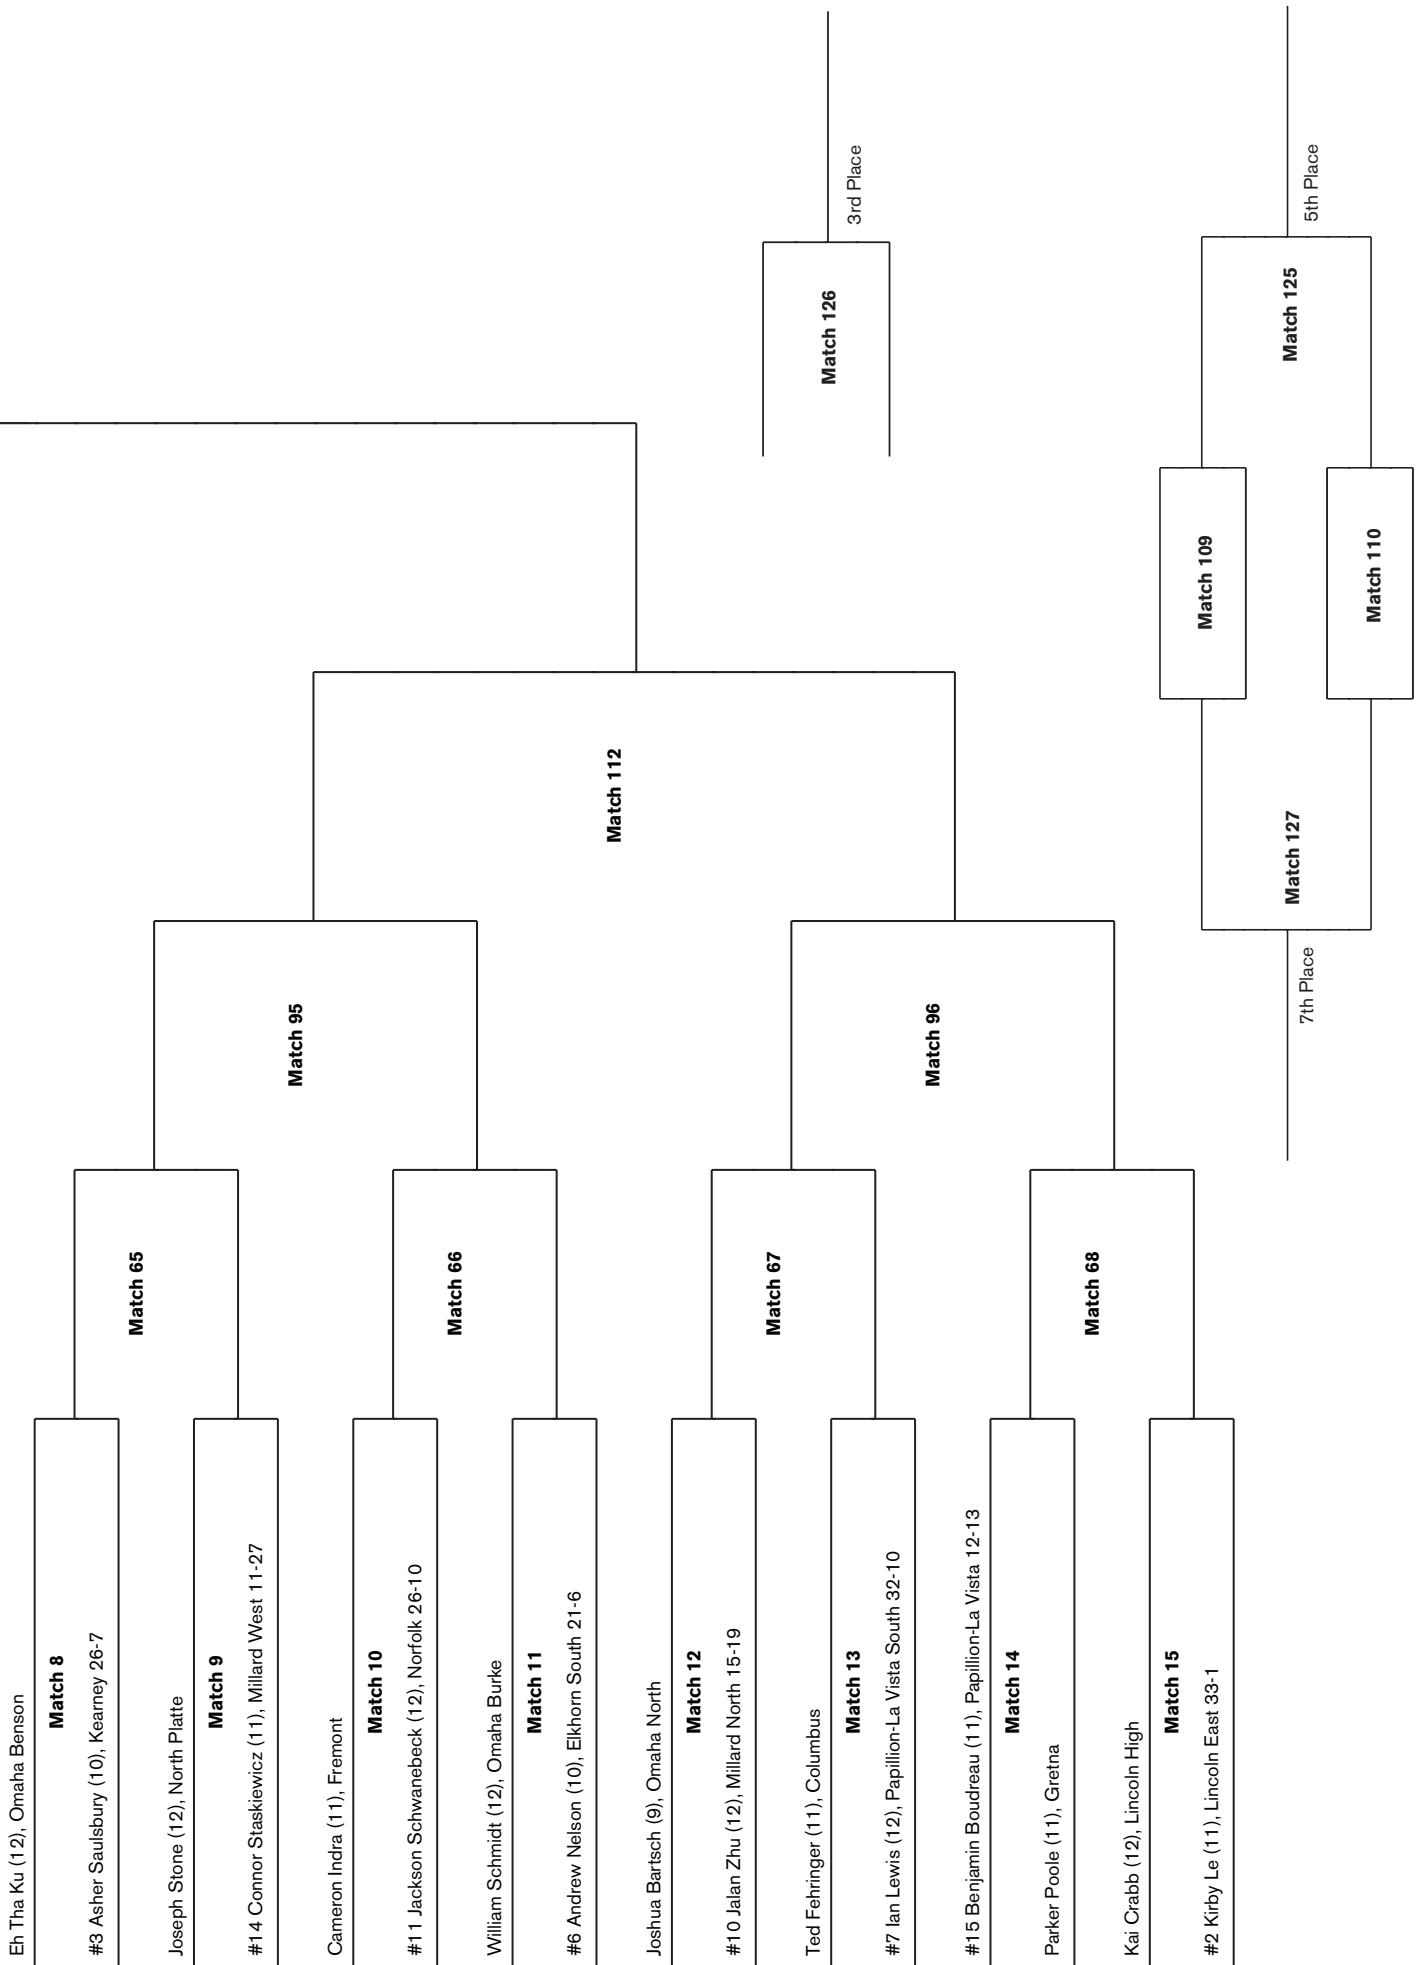 Eh Tha Ku (12), Omaha Benson
Match 8
#3 Asher Saulsbury (10), Kearney 26-7
Joseph Stone (12), North Platte
Match 9
#14 Connor Staskiewicz (11), Millard West 11-27
Cameron Indra (11), Fremont
Match 10
#11 Jackson Schwanebeck (12), Norfolk 26-10
William Schmidt (12), Omaha Burke
Match 11
#6 Andrew Nelson (10), Elkhorn South 21-6
Joshua Bartsch (9), Omaha North
Match 12
#10 Jalan Zhu (12), Millard North 15-19
Ted Fehringer (11), Columbus
Match 13
#7 Ian Lewis (12), Papillion-La Vista South 32-10
#15 Benjamin Boudreau (11), Papillion-La Vista 12-13
Match 14
Parker Poole (11), Gretna
Kai Crabb (12), Lincoln High
Match 15
#2 Kirby Le (11), Lincoln East 33-1
Match 65
Match 66
Match 67
Match 68
Match 95
Match 96
Match 112
Match 126
3rd Place
7th Place
Match 127
Match 109
Match 110
Match 125
5th Place